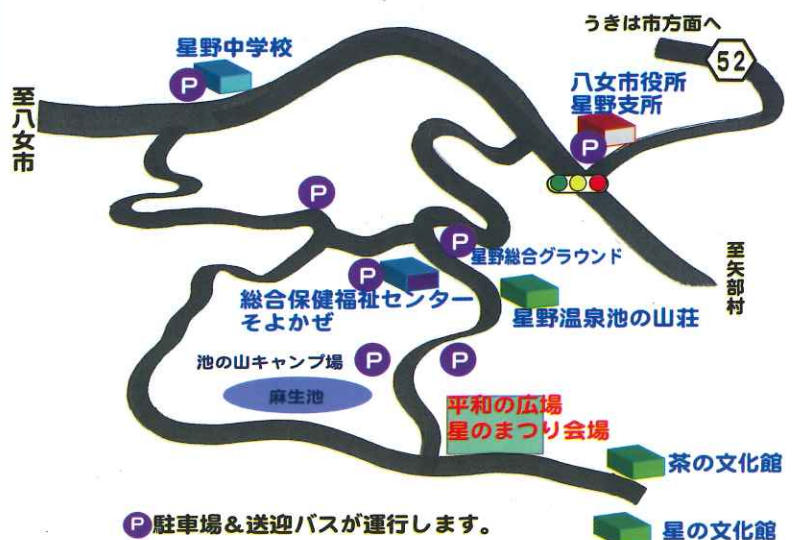 うきは市方面へ
52
星野中学校
P
八女市役所
星野支所
P
至八女市
P
P
星野総合グラウンド
至矢部村
P
総合保健福祉センター
そよかぜ
星野温泉池の山荘
池の山キャンプ場
P
P
麻生池
平和の広場
星のまつり会場
茶の文化館
P駐車場&送迎バスが運行します。
星の文化館